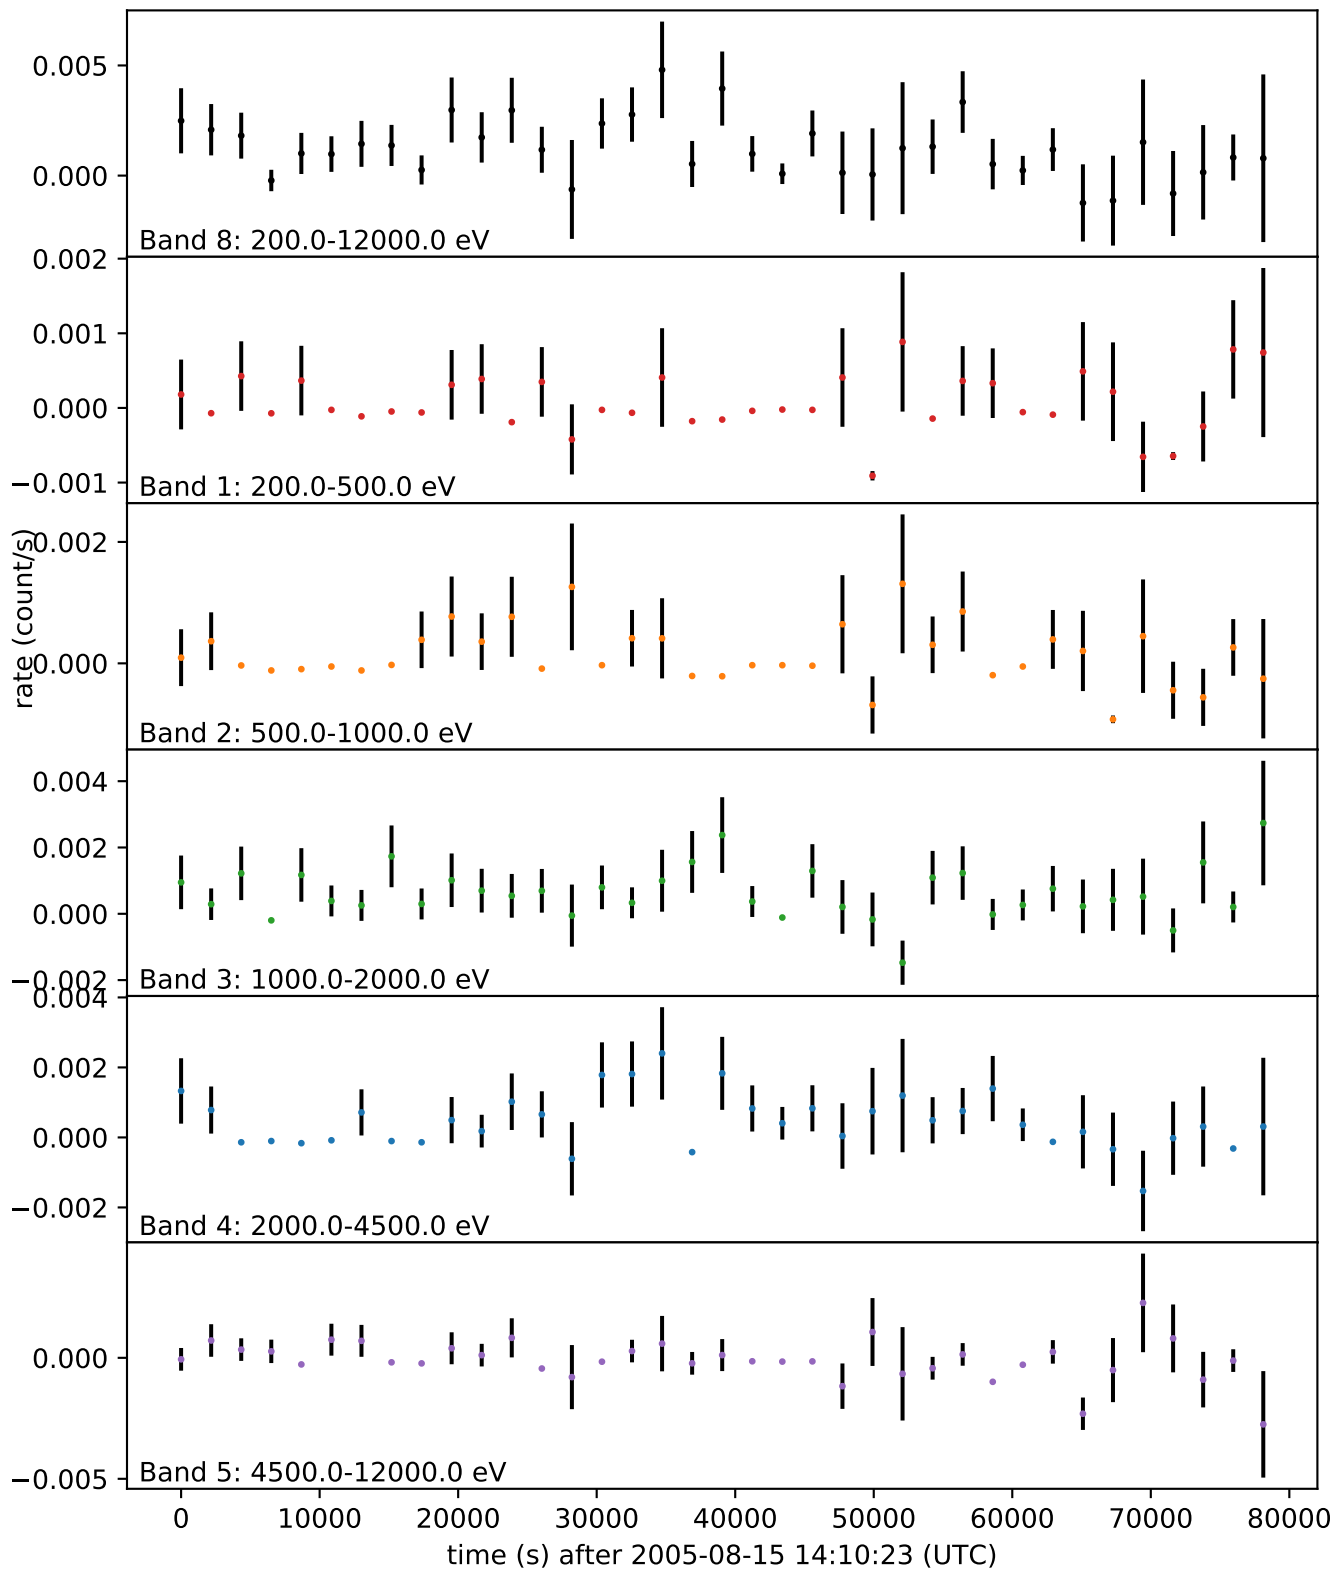 0.005
0.000
Band 8: 200.0-12000.0 eV
0.002
0.001
0.000
−0.001
Band 1: 200.0-500.0 eV
rate (count/s)
0.002
0.000
Band 2: 500.0-1000.0 eV
0.004
0.002
0.000
−0.002
Band 3: 1000.0-2000.0 eV
0.004
0.002
0.000
−0.002
Band 4: 2000.0-4500.0 eV
0.000
−0.005
Band 5: 4500.0-12000.0 eV
0 10000 20000 30000 40000 50000 60000 70000 80000
time (s) after 2005-08-15 14:10:23 (UTC)